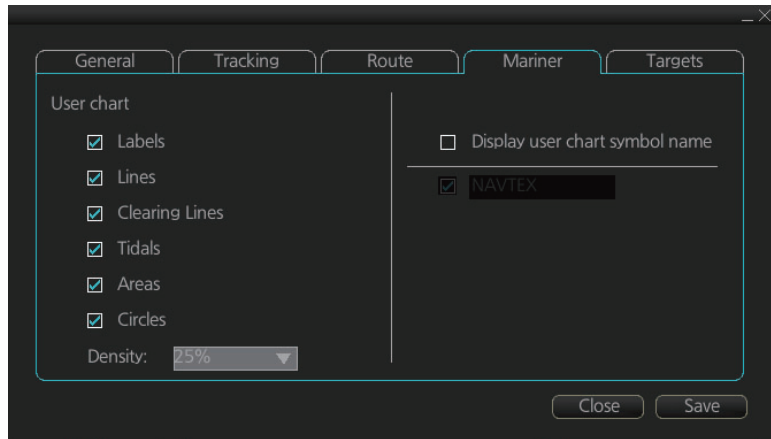 General Tracking Route Mariner Targets
User chart
Labels
Lines
Clearing Lines
Tidals
Areas
Circles
Density: 25%
Display user chart symbol name
NAVTEX
Close Save